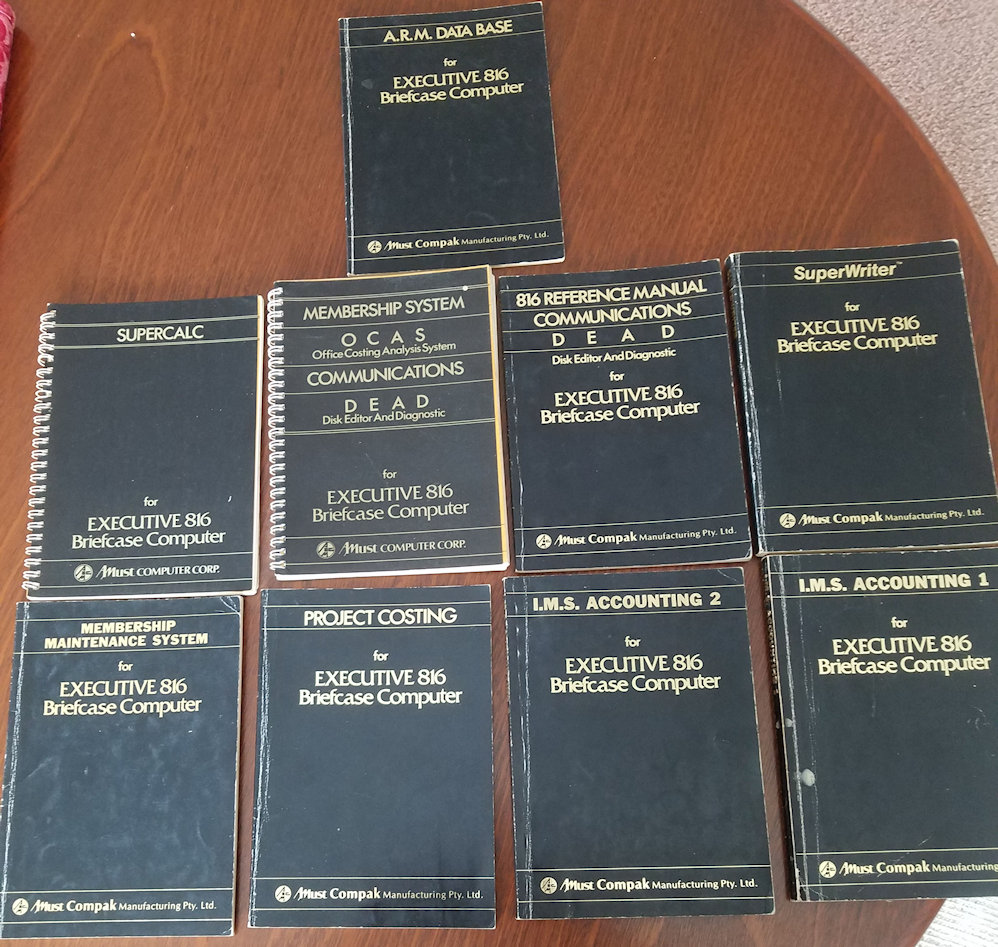 A.R.M. DATA BASE
for
EXECUTIVE 816
Briefcase Computer
Must Compak Manufacturing Pty. Ltd.
SUPERCALC
for
EXECUTIVE 816
Briefcase Computer
Must COMPUTER CORP.
MEMBERSHIP SYSTEM
O C A S
Office Costing Analysis System
COMMUNICATIONS
D E A D
Disk Editor And Diagnostic
for
EXECUTIVE 816
Briefcase Computer
Must COMPUTER CORP.
816 REFERENCE MANUAL
COMMUNICATIONS
D E A D
Disk Editor And Diagnostic
for
EXECUTIVE 816
Briefcase Computer
Must Compak Manufacturing Pty. Ltd.
SuperWriter™
for
EXECUTIVE 816
Briefcase Computer
Must Compak Manufacturing Pty. Ltd.
MEMBERSHIP
MAINTENANCE SYSTEM
for
EXECUTIVE 816
Briefcase Computer
Must Compak Manufacturing Pty. Ltd.
PROJECT COSTING
for
EXECUTIVE 816
Briefcase Computer
Must Compak Manufacturing Pty. Ltd.
I.M.S. ACCOUNTING 2
for
EXECUTIVE 816
Briefcase Computer
Must Compak Manufacturing Pty. Ltd.
I.M.S. ACCOUNTING 1
for
EXECUTIVE 816
Briefcase Computer
Must Compak Manufacturing